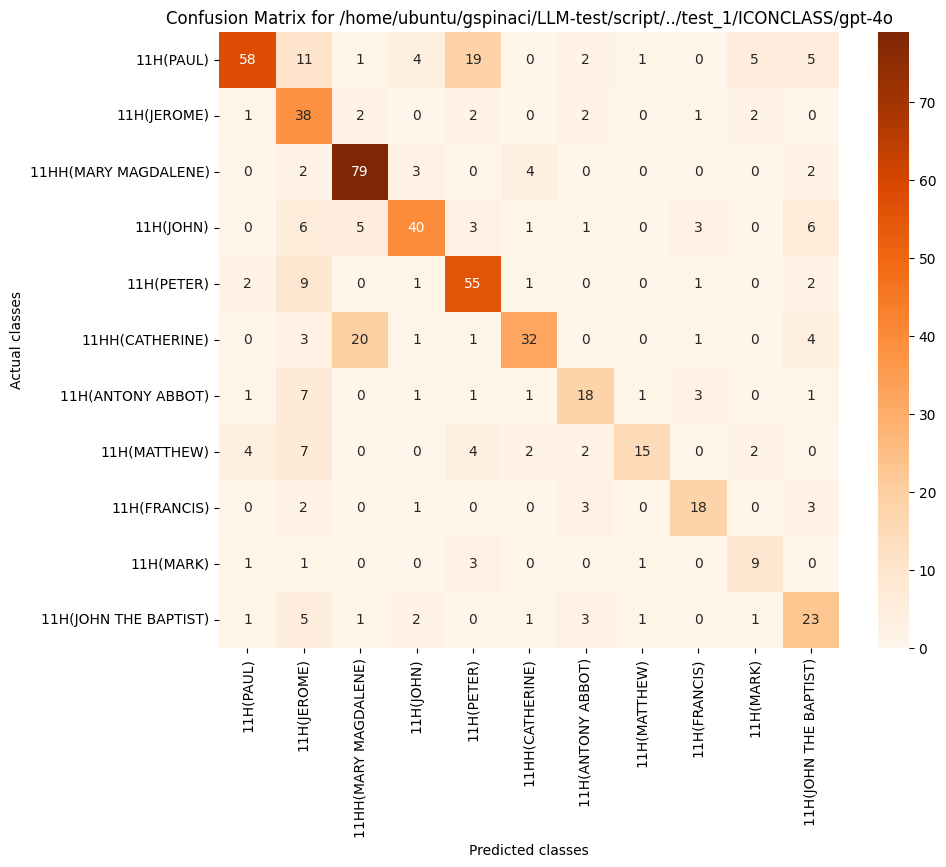 Confusion Matrix for /home/ubuntu/gspinaci/LLM-test/script/../test_1/ICONCLASS/gpt-4o
Actual classes
11H(PAUL) 58 11 1 4 19 0 2 1 0 5 5
11H(JEROME) 1 38 2 0 2 0 2 0 1 2 0
11HH(MARY MAGDALENE) 0 2 79 3 0 4 0 0 0 0 2
11H(JOHN) 0 6 5 40 3 1 1 0 3 0 6
11H(PETER) 2 9 0 1 55 1 0 0 1 0 2
11HH(CATHERINE) 0 3 20 1 1 32 0 0 1 0 4
11H(ANTONY ABBOT) 1 7 0 1 1 1 18 1 3 0 1
11H(MATTHEW) 4 7 0 0 4 2 2 15 0 2 0
11H(FRANCIS) 0 2 0 1 0 0 3 0 18 0 3
11H(MARK) 1 1 0 0 3 0 0 1 0 9 0
11H(JOHN THE BAPTIST) 1 5 1 2 0 1 3 1 0 1 23
11H(PAUL)
11H(JEROME)
11HH(MARY MAGDALENE)
11H(JOHN)
11H(PETER)
11HH(CATHERINE)
11H(ANTONY ABBOT)
11H(MATTHEW)
11H(FRANCIS)
11H(MARK)
11H(JOHN THE BAPTIST)
Predicted classes
70
60
50
40
30
20
10
0